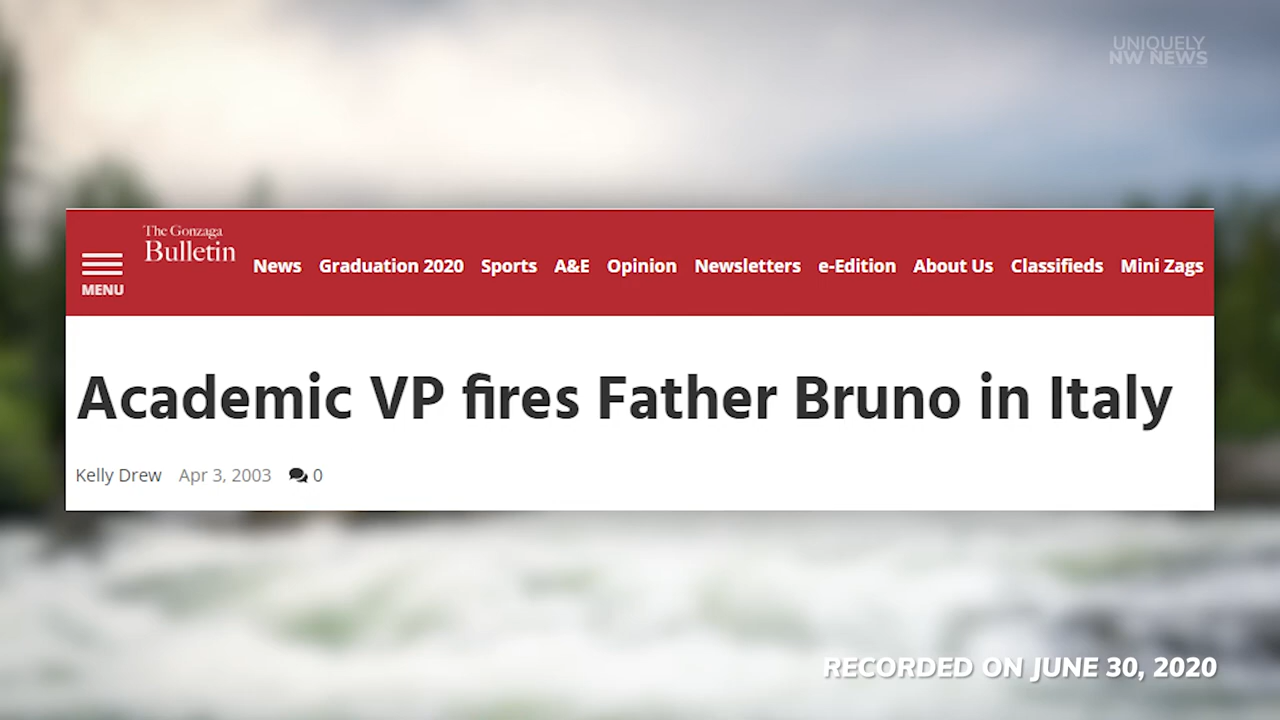 UNIQUELY
NW NEWS
The Gonzaga
Bulletin
MENU
News Graduation 2020 Sports A&E Opinion Newsletters e-Edition About Us Classifieds Mini Zags
Academic VP fires Father Bruno in Italy
Kelly Drew Apr 3, 2003 0
RECORDED ON JUNE 30, 2020